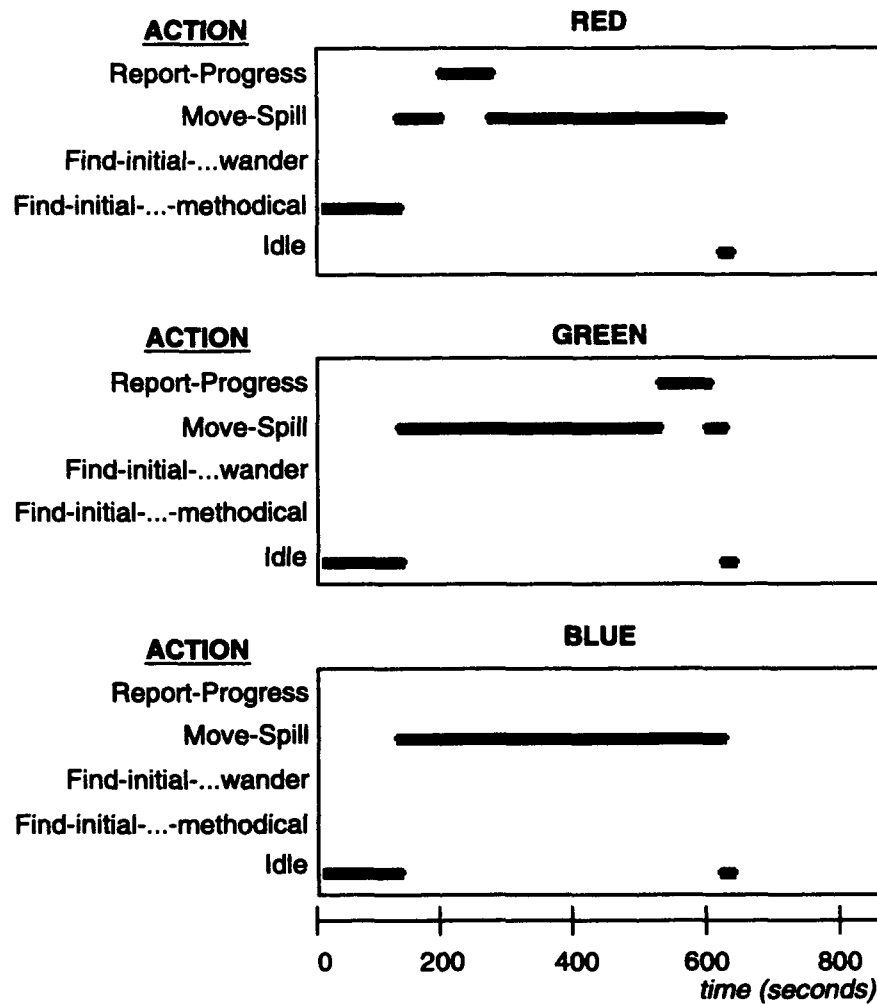 ACTION RED
Report-Progress
Move-Spill
Find-initial-...wander
Find-initial-...-methodical
Idle
ACTION GREEN
Report-Progress
Move-Spill
Find-initial-...wander
Find-initial-...-methodical
Idle
ACTION BLUE
Report-Progress
Move-Spill
Find-initial-...wander
Find-initial-...-methodical
Idle
0 200 400 600 800
time (seconds)